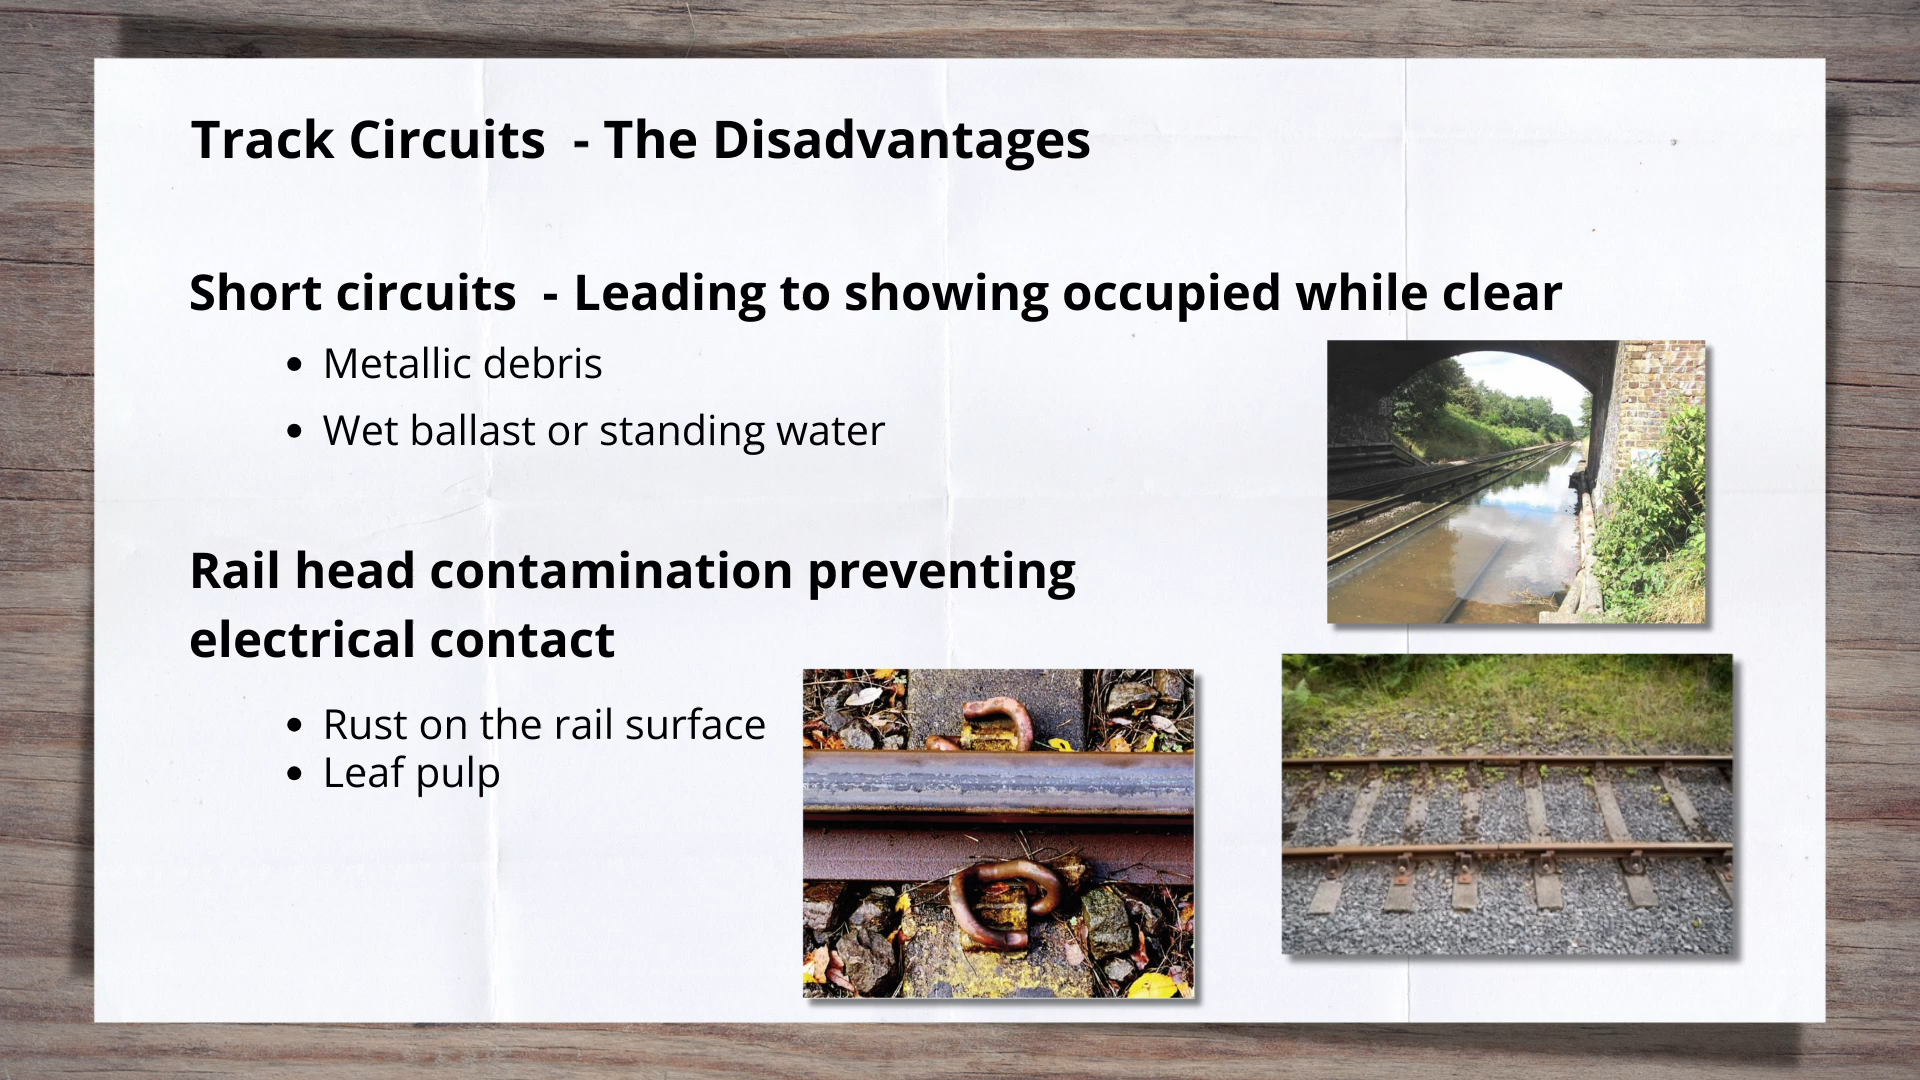 Track Circuits  - The Disadvantages
Short circuits  - Leading to showing occupied while clear
• Metallic debris
• Wet ballast or standing water
Rail head contamination preventing
electrical contact
• Rust on the rail surface
• Leaf pulp